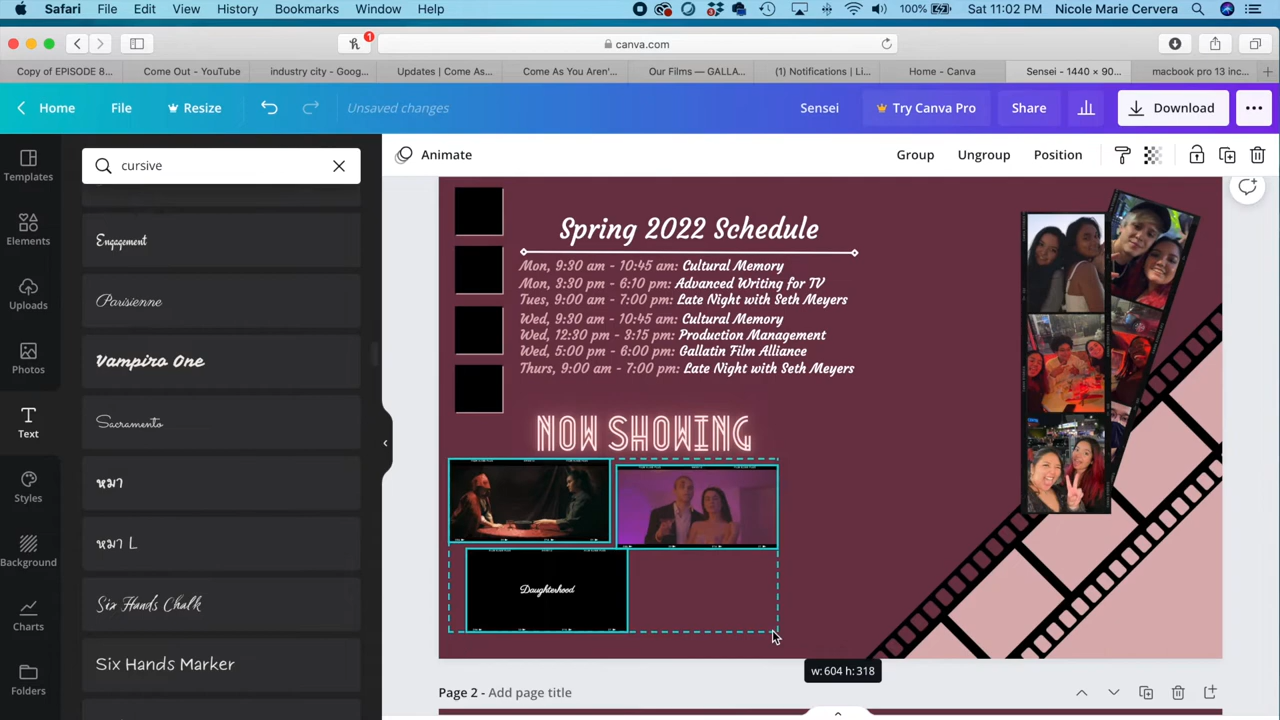 Safari File Edit View History Bookmarks Window Help 100% Sat 11:02 PM Nicole Marie Cervera
1 canva.com
Copy of EPISODE 8... Come Out - YouTube industry city - Goog... Updates | Come As... Come As You Aren'... Our Films — GALLA... (1) Notifications | Li... Home - Canva Sensei - 1440 × 90... macbook pro 13 inc...
Home File Resize Unsaved changes Sensei Try Canva Pro Share Download
cursive Animate Group Ungroup Position
Templates
Elements
Uploads
Photos
Text
Styles
Background
Charts
Folders
Engagement
Parisienne
Vampiro One
Sacramento
หมา
หมา L
Six Hands Chalk
Six Hands Marker
Spring 2022 Schedule
Mon, 9:30 am - 10:45 am: Cultural Memory
Mon, 3:30 pm - 6:10 pm: Advanced Writing for TV
Tues, 9:00 am - 7:00 pm: Late Night with Seth Meyers
Wed, 9:30 am - 10:45 am: Cultural Memory
Wed, 12:30 pm - 3:15 pm: Production Management
Wed, 5:00 pm - 6:00 pm: Gallatin Film Alliance
Thurs, 9:00 am - 7:00 pm: Late Night with Seth Meyers
NOW SHOWING
Daughterhood
w: 604 h: 318
Page 2 - Add page title